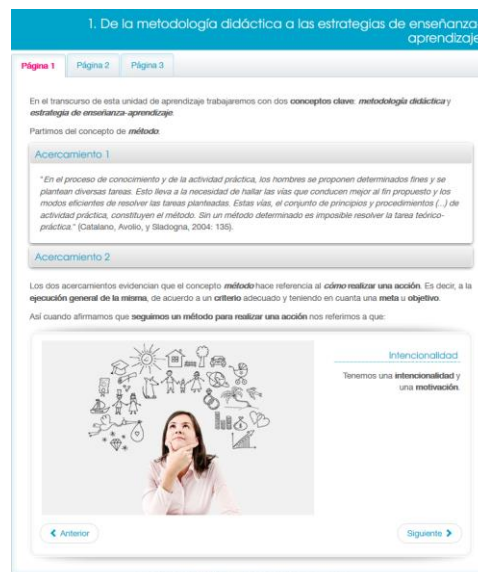 1. De la metodología didáctica a las estrategias de enseñanza-
aprendizaje
Página 1
Página 2
Página 3
En el transcurso de esta unidad de aprendizaje trabajaremos con dos conceptos clave: metodología didáctica y
estrategia de enseñanza-aprendizaje.
Partimos del concepto de método:
Acercamiento 1
"En el proceso de conocimiento y de la actividad práctica, los hombres se proponen determinados fines y se
plantean diversas tareas. Esto lleva a la necesidad de hallar las vías que conducen mejor al fin propuesto y los
modos eficientes de resolver las tareas planteadas. Estas vías, el conjunto de principios y procedimientos (...) de
actividad práctica, constituyen el método. Sin un método determinado es imposible resolver la tarea teórico-
práctica." (Catalano, Avolio, y Sladogna, 2004: 135).
Acercamiento 2
Los dos acercamientos evidencian que el concepto método hace referencia al cómo realizar una acción. Es decir, a la
ejecución general de la misma, de acuerdo a un criterio adecuado y teniendo en cuanta una meta u objetivo.
Así cuando afirmamos que seguimos un método para realizar una acción nos referimos a que:
Intencionalidad
Tenemos una intencionalidad y
una motivación.
Anterior
Siguiente